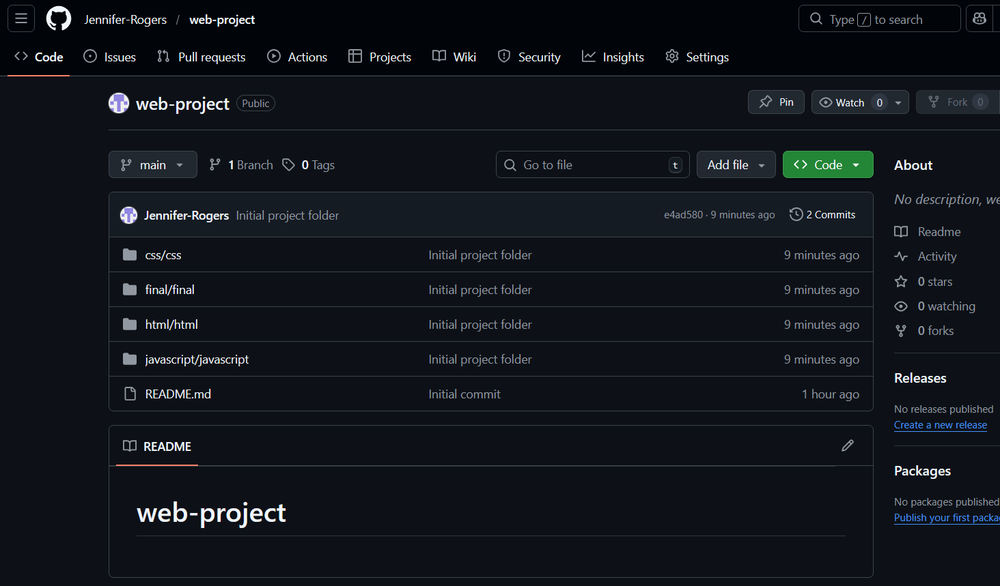 Jennifer-Rogers / web-project
Type / to search
Code Issues Pull requests Actions Projects Wiki Security Insights Settings
web-project Public
Pin Watch 0 Fork 0
main 1 Branch 0 Tags
Go to file t Add file Code
Jennifer-Rogers Initial project folder e4ad580 · 9 minutes ago 2 Commits
css/css Initial project folder 9 minutes ago
final/final Initial project folder 9 minutes ago
html/html Initial project folder 9 minutes ago
javascript/javascript Initial project folder 9 minutes ago
README.md Initial commit 1 hour ago
README
web-project
About
No description, we
Readme
Activity
0 stars
0 watching
0 forks
Releases
No releases published
Create a new release
Packages
No packages published
Publish your first packa